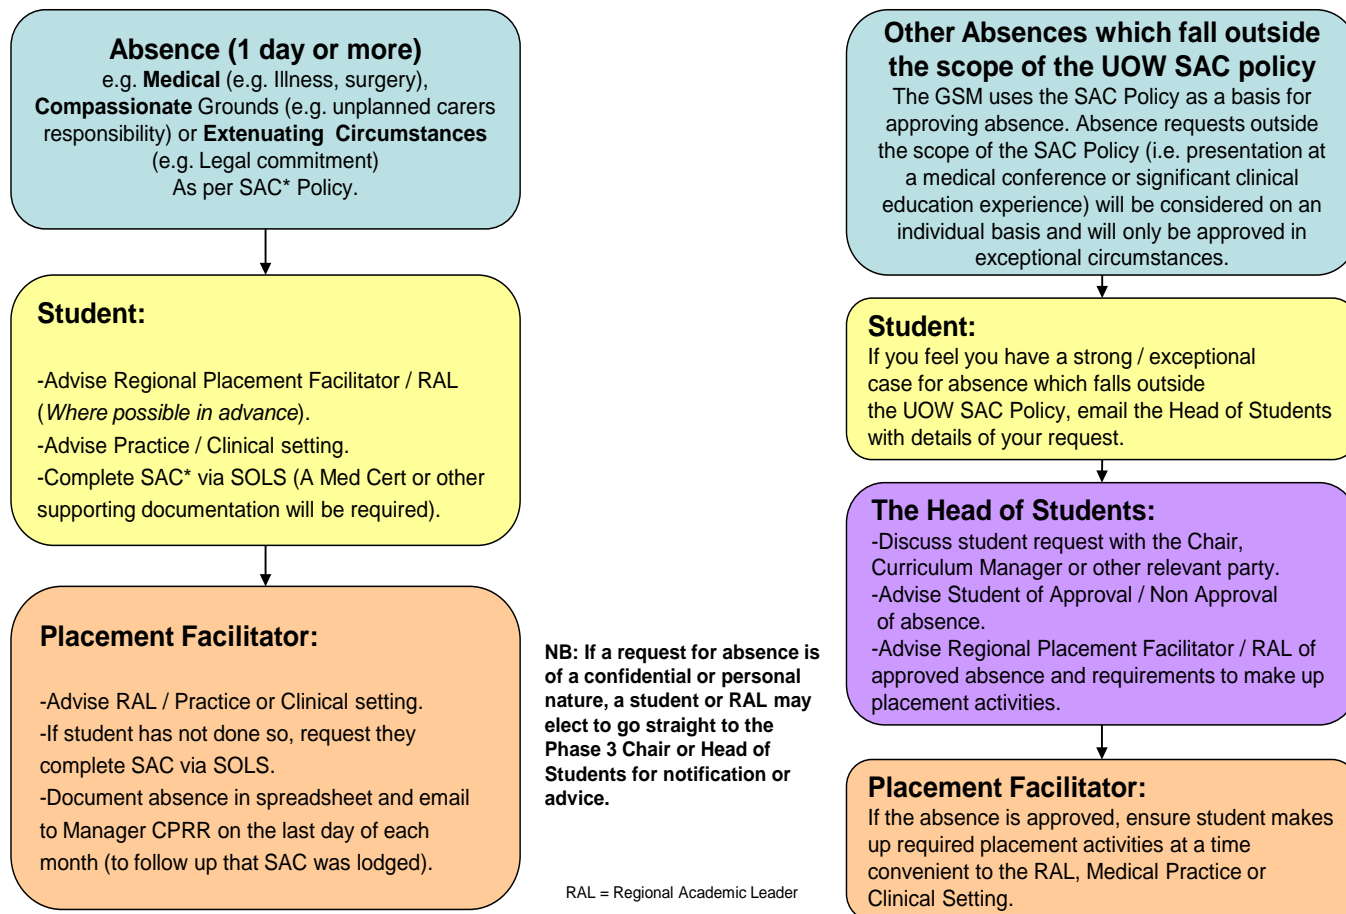 Absence (1 day or more)
e.g. Medical (e.g. Illness, surgery),
Compassionate Grounds (e.g. unplanned carers
responsibility) or Extenuating Circumstances
(e.g. Legal commitment)
As per SAC* Policy.
Student:
-Advise Regional Placement Facilitator / RAL
(Where possible in advance).
-Advise Practice / Clinical setting.
-Complete SAC* via SOLS (A Med Cert or other
supporting documentation will be required).
Placement Facilitator:
-Advise RAL / Practice or Clinical setting.
-If student has not done so, request they
complete SAC via SOLS.
-Document absence in spreadsheet and email
to Manager CPRR on the last day of each
month (to follow up that SAC was lodged).
NB: If a request for absence is
of a confidential or personal
nature, a student or RAL may
elect to go straight to the
Phase 3 Chair or Head of
Students for notification or
advice.
RAL = Regional Academic Leader
Other Absences which fall outside
the scope of the UOW SAC policy
The GSM uses the SAC Policy as a basis for
approving absence. Absence requests outside
the scope of the SAC Policy (i.e. presentation at
a medical conference or significant clinical
education experience) will be considered on an
individual basis and will only be approved in
exceptional circumstances.
Student:
If you feel you have a strong / exceptional
case for absence which falls outside
the UOW SAC Policy, email the Head of Students
with details of your request.
The Head of Students:
-Discuss student request with the Chair,
Curriculum Manager or other relevant party.
-Advise Student of Approval / Non Approval
of absence.
-Advise Regional Placement Facilitator / RAL of
approved absence and requirements to make up
placement activities.
Placement Facilitator:
If the absence is approved, ensure student makes
up required placement activities at a time
convenient to the RAL, Medical Practice or
Clinical Setting.